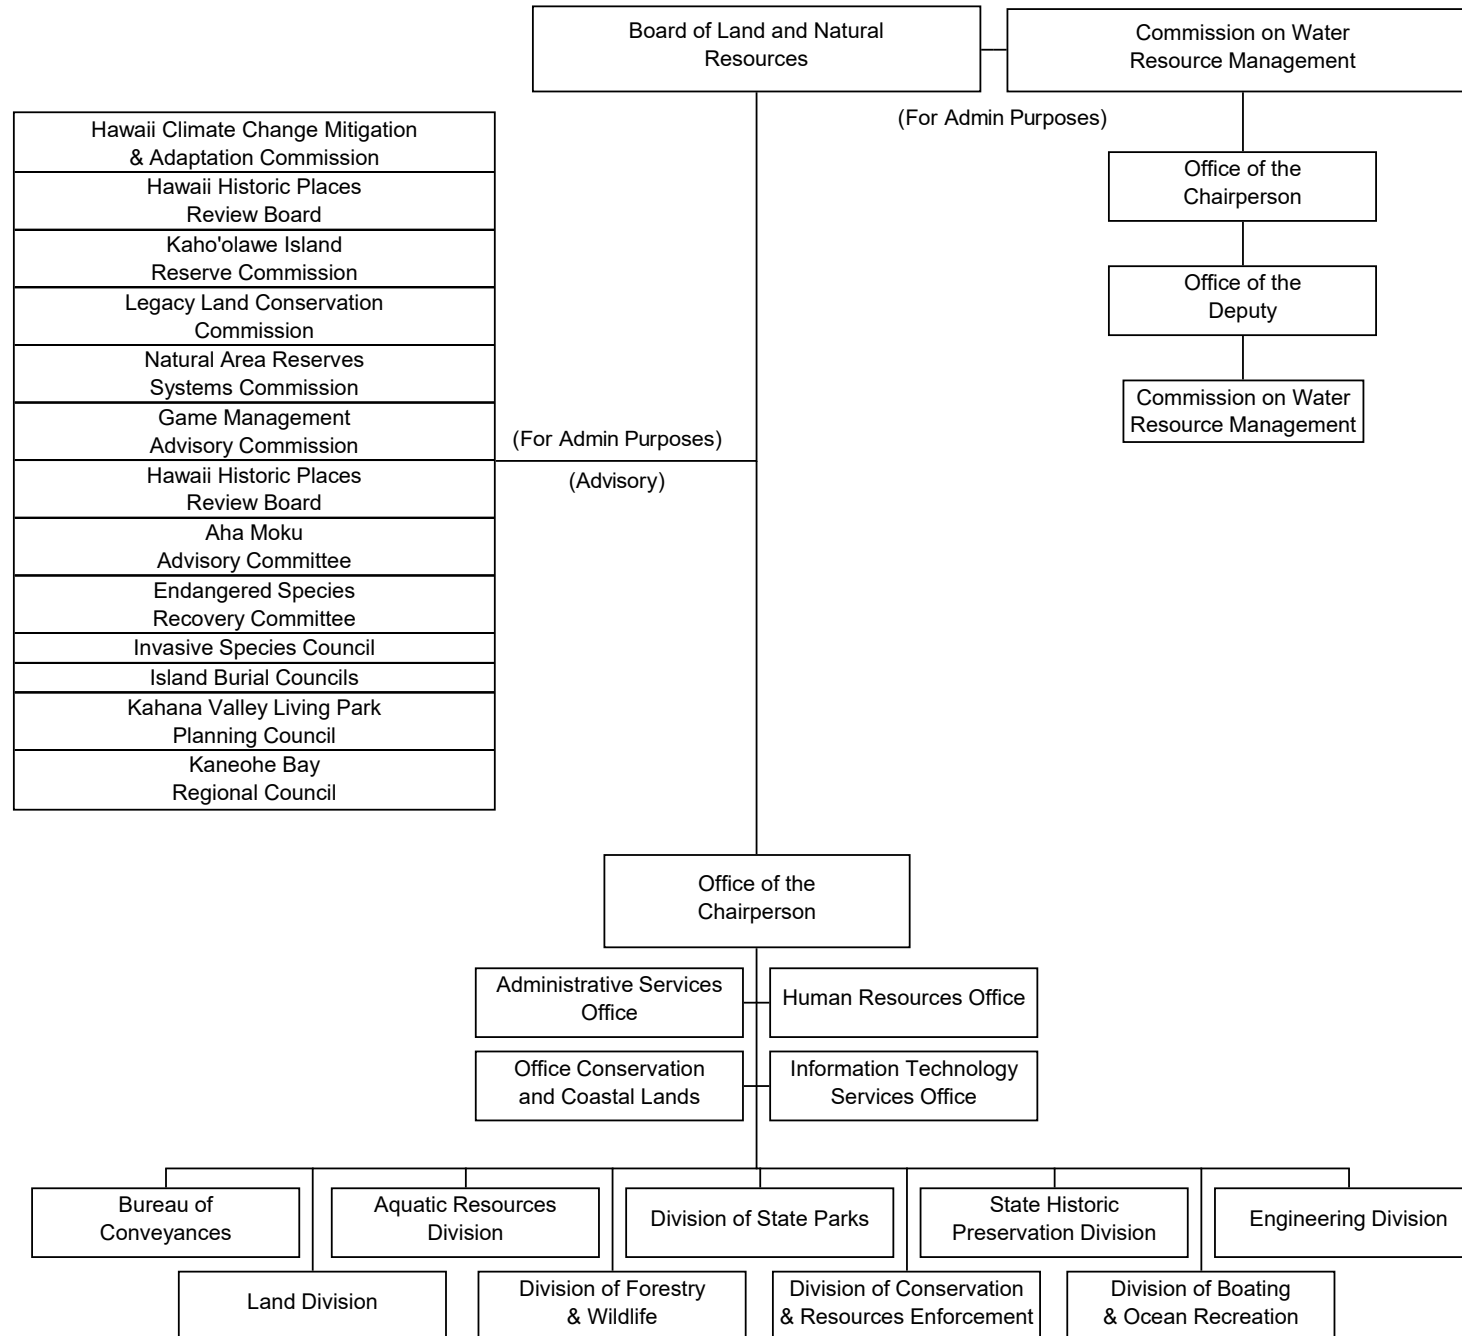 Board of Land and Natural
Resources
Commission on Water
Resource Management
(For Admin Purposes)
Office of the
Chairperson
Office of the
Deputy
Commission on Water
Resource Management
Hawaii Climate Change Mitigation
& Adaptation Commission
Hawaii Historic Places
Review Board
Kaho'olawe Island
Reserve Commission
Legacy Land Conservation
Commission
Natural Area Reserves
Systems Commission
Game Management
Advisory Commission
Hawaii Historic Places
Review Board
Aha Moku
Advisory Committee
Endangered Species
Recovery Committee
Invasive Species Council
Island Burial Councils
Kahana Valley Living Park
Planning Council
Kaneohe Bay
Regional Council
(For Admin Purposes)
(Advisory)
Office of the
Chairperson
Administrative Services
Office
Human Resources Office
Office Conservation
and Coastal Lands
Information Technology
Services Office
Bureau of
Conveyances
Aquatic Resources
Division
Division of State Parks
State Historic
Preservation Division
Engineering Division
Land Division
Division of Forestry
& Wildlife
Division of Conservation
& Resources Enforcement
Division of Boating
& Ocean Recreation